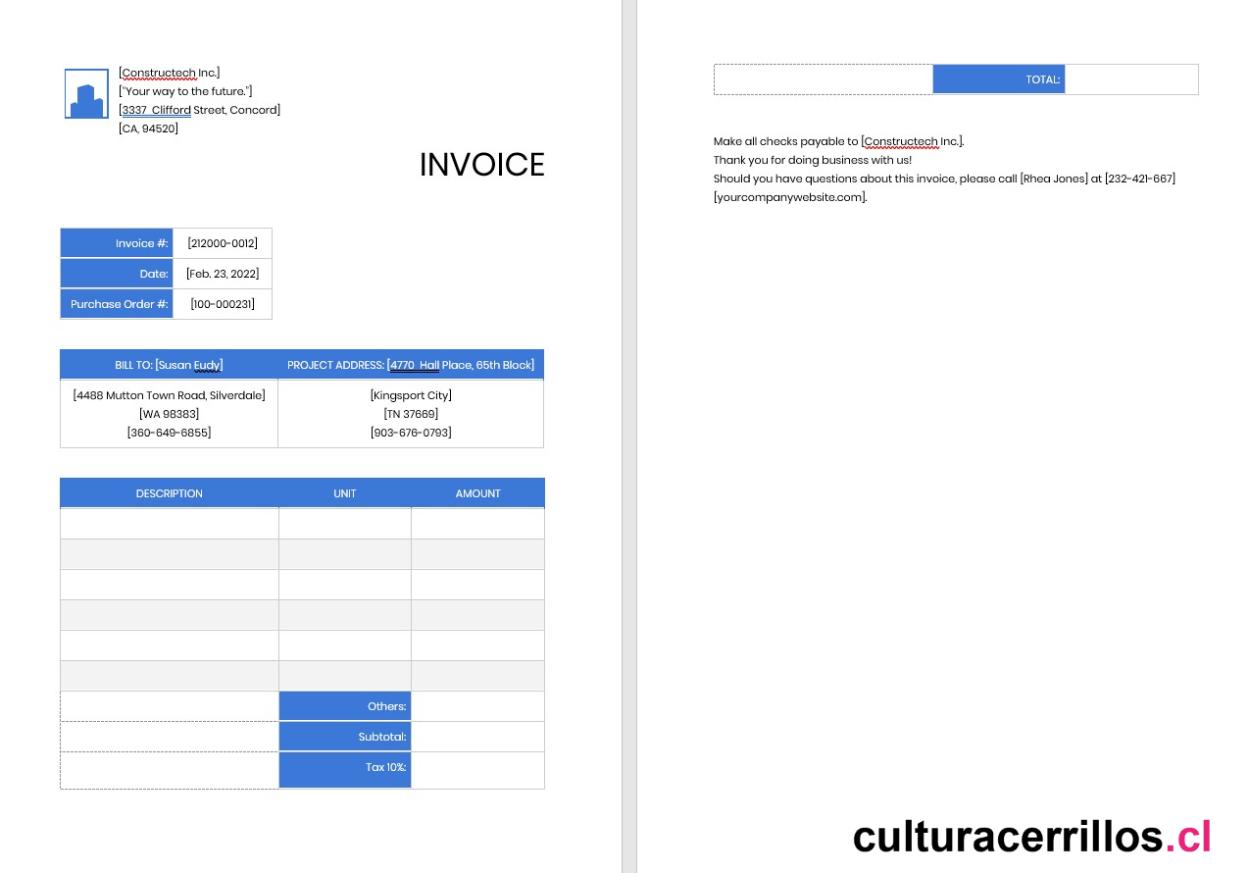 [Constructech Inc.]
["Your way to the future."]
[3337 Clifford Street, Concord]
[CA, 94520]
INVOICE
Invoice #: [212000-0012]
Date: [Feb. 23, 2022]
Purchase Order #: [100-000231]
BILL TO: [Susan Eudy] PROJECT ADDRESS: [4770 Hall Place, 65th Block]
[4488 Mutton Town Road, Silverdale] [Kingsport City]
[WA 98383] [TN 37669]
[360-649-6855] [903-676-0793]
DESCRIPTION UNIT AMOUNT
Others:
Subtotal:
Tax 10%:
TOTAL:
Make all checks payable to [Constructech Inc.].
Thank you for doing business with us!
Should you have questions about this invoice, please call [Rhea Jones] at [232-421-667]
[yourcompanywebsite.com].
culturacerrillos.cl